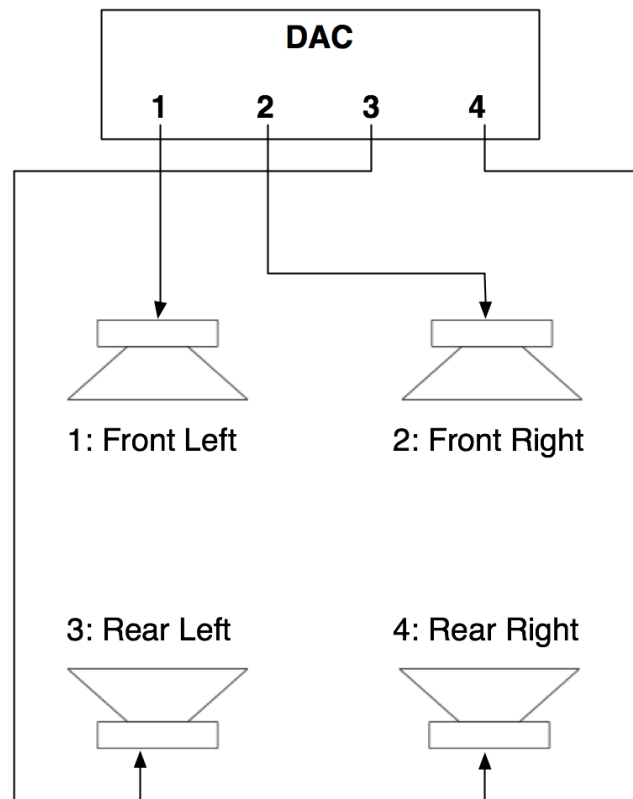 DAC
1 2 3 4
1: Front Left
2: Front Right
3: Rear Left
4: Rear Right